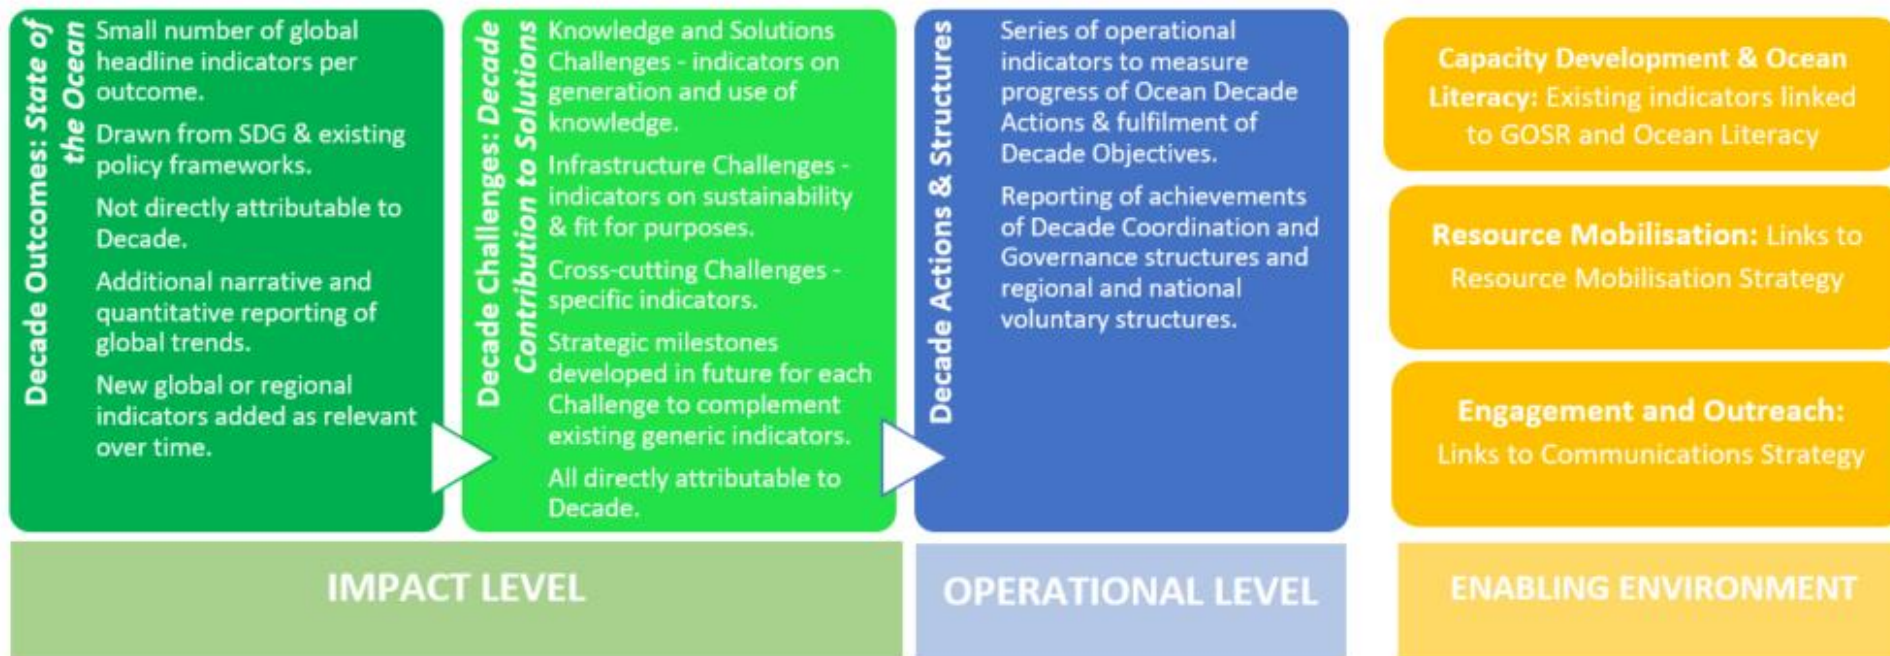 Decade Outcomes: State of
the Ocean
Small number of global
headline indicators per
outcome.
Drawn from SDG & existing
policy frameworks.
Not directly attributable to
Decade.
Additional narrative and
quantitative reporting of
global trends.
New global or regional
indicators added as relevant
over time.
Decade Challenges: Decade
Contribution to Solutions
Knowledge and Solutions
Challenges - indicators on
generation and use of
knowledge.
Infrastructure Challenges -
indicators on sustainability
& fit for purposes.
Cross-cutting Challenges -
specific indicators.
Strategic milestones
developed in future for each
Challenge to complement
existing generic indicators.
All directly attributable to
Decade.
Decade Actions & Structures
Series of operational
indicators to measure
progress of Ocean Decade
Actions & fulfilment of
Decade Objectives.
Reporting of achievements
of Decade Coordination and
Governance structures and
regional and national
voluntary structures.
Capacity Development & Ocean
Literacy: Existing indicators linked
to GOSR and Ocean Literacy
Resource Mobilisation: Links to
Resource Mobilisation Strategy
Engagement and Outreach:
Links to Communications Strategy
IMPACT LEVEL
OPERATIONAL LEVEL
ENABLING ENVIRONMENT